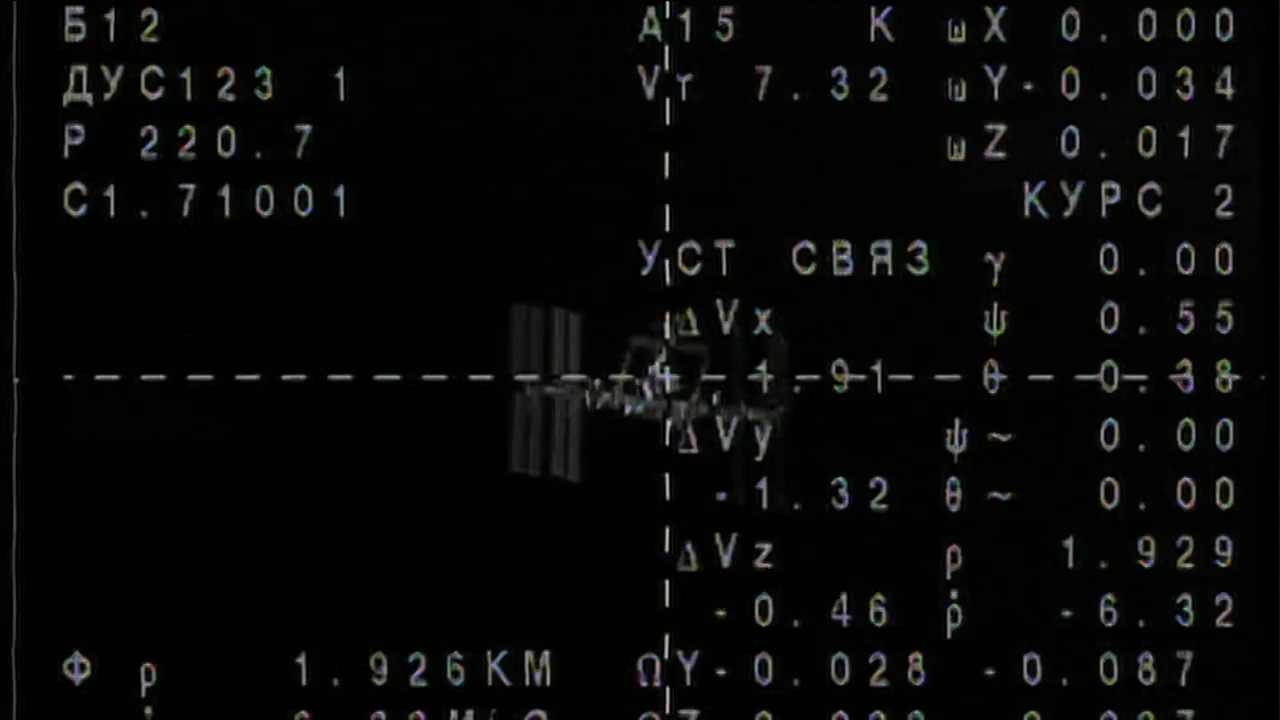 Б12 А15 К ωX 0.000
ДУС123 1 Vт 7.32 ωY-0.034
Р 220.7 ωZ 0.017
С1.71001 КУРС 2
УСТ СВЯЗ γ 0.00
ΔVx ψ 0.55
1.91 θ 0.38
ΔVy ψ~ 0.00
-1.32 θ~ 0.00
ΔVz ρ 1.929
-0.46 ρ̇ -6.32
Ф ρ 1.926КМ ΩY-0.028 -0.087